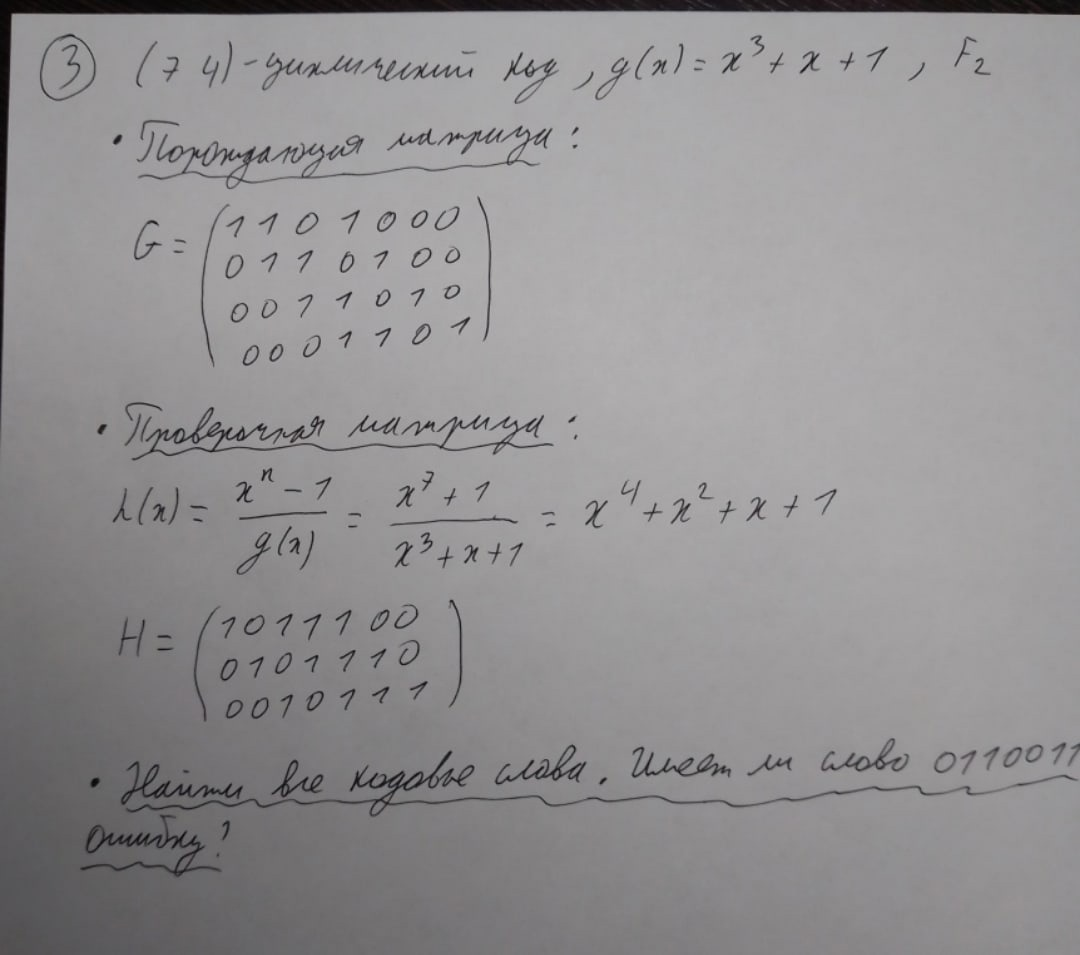 ③ (7 4)-циклический код, g(x) = x³ + x + 1, F₂
• Порождающая матрица:
G = (1 1 0 1 0 0 0
0 1 1 0 1 0 0
0 0 1 1 0 1 0
0 0 0 1 1 0 1)
• Проверочная матрица:
h(x) = (xⁿ - 1)/g(x) = (x⁷ + 1)/(x³ + x + 1) = x⁴ + x² + x + 1
H = (1 0 1 1 1 0 0
0 1 0 1 1 1 0
0 0 1 0 1 1 1)
• Найти все кодовые слова. Имеет ли слово 0110011
ошибку?